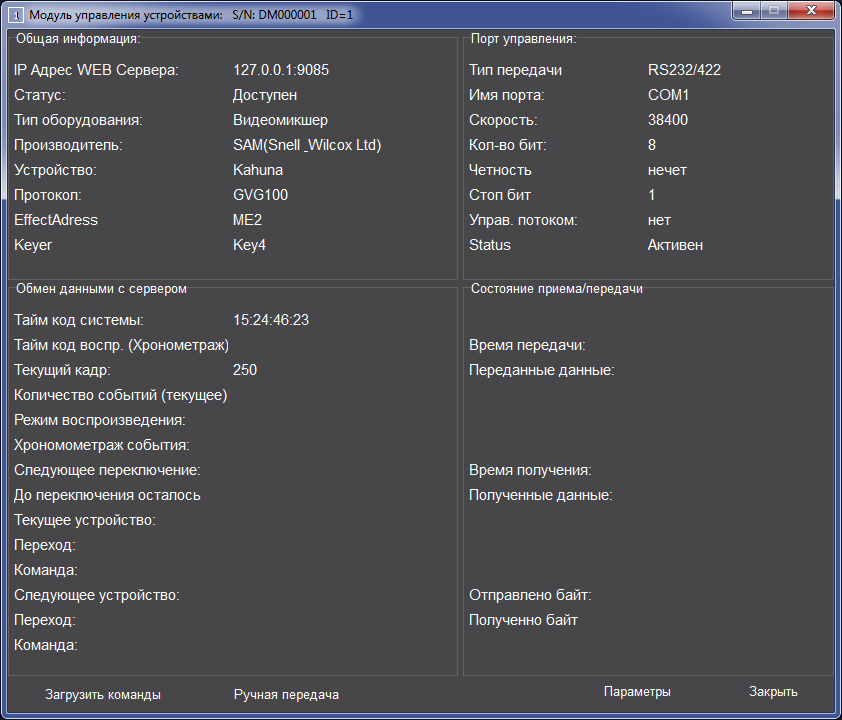 1 Модуль управления устройствами: S/N: DM000001 ID=1
Общая информация:
IP Адрес WEB Сервера: 127.0.0.1:9085
Статус: Доступен
Тип оборудования: Видеомикшер
Производитель: SAM(Snell _Wilcox Ltd)
Устройство: Kahuna
Протокол: GVG100
EffectAdress ME2
Keyer Key4
Порт управления:
Тип передачи RS232/422
Имя порта: COM1
Скорость: 38400
Кол-во бит: 8
Четность нечет
Стоп бит 1
Управ. потоком: нет
Status Активен
Обмен данными с сервером
Тайм код системы: 15:24:46:23
Тайм код воспр. (Хронометраж)
Текущий кадр: 250
Количество событий (текущее)
Режим воспроизведения:
Хрономометраж события:
Следующее переключение:
До переключения осталось
Текущее устройство:
Переход:
Команда:
Следующее устройство:
Переход:
Команда:
Состояние приема/передачи
Время передачи:
Переданные данные:
Время получения:
Полученные данные:
Отправлено байт:
Полученно байт
Загрузить команды Ручная передача Параметры Закрыть